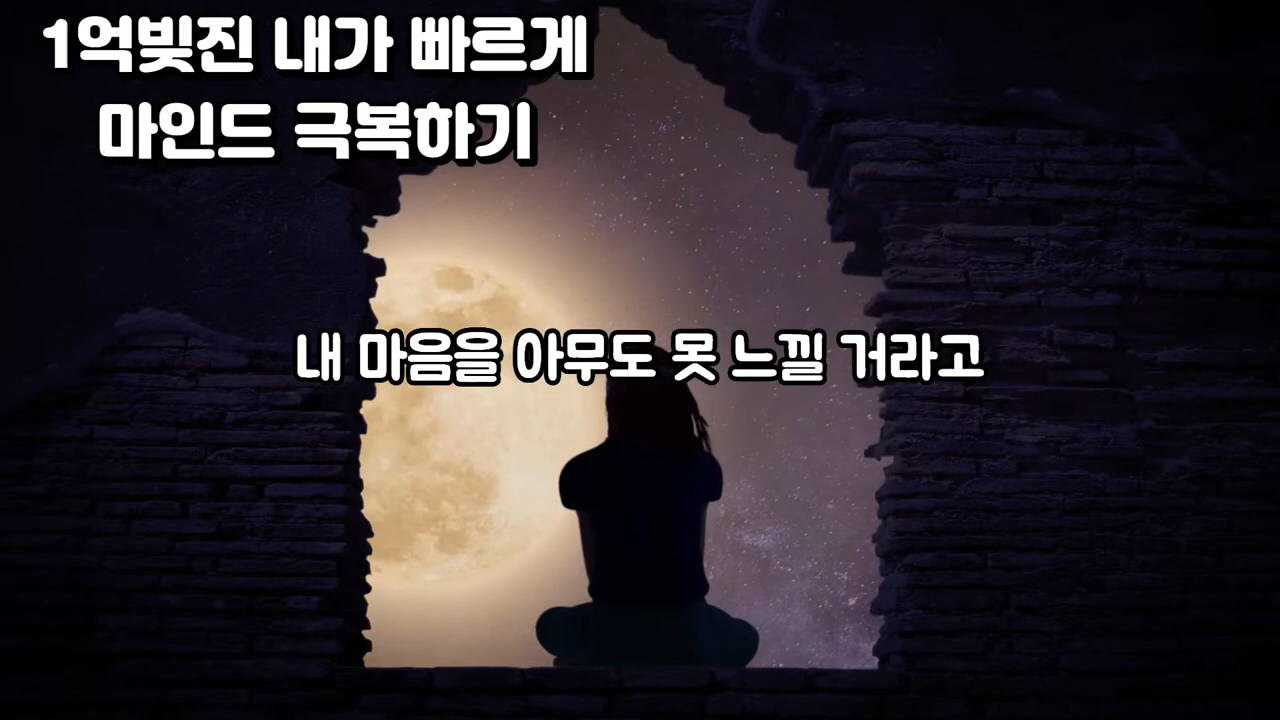 1억빚진 내가 빠르게
마인드 극복하기
내 마음을 아무도 못 느낄 거라고